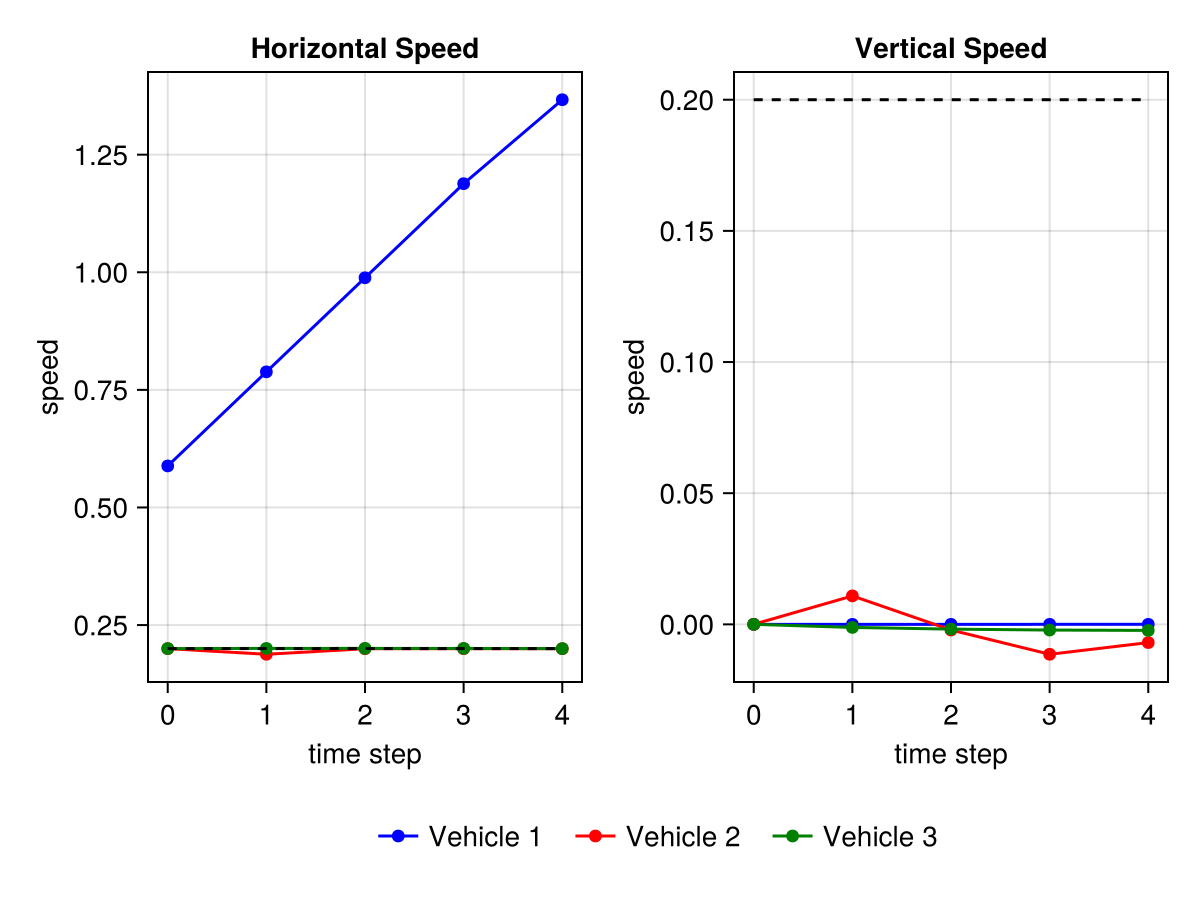 Horizontal Speed
1.25
1.00
0.75
0.50
0.25
speed
0 1 2 3 4
time step
Vertical Speed
0.20
0.15
0.10
0.05
0.00
speed
0 1 2 3 4
time step
Vehicle 1 Vehicle 2 Vehicle 3